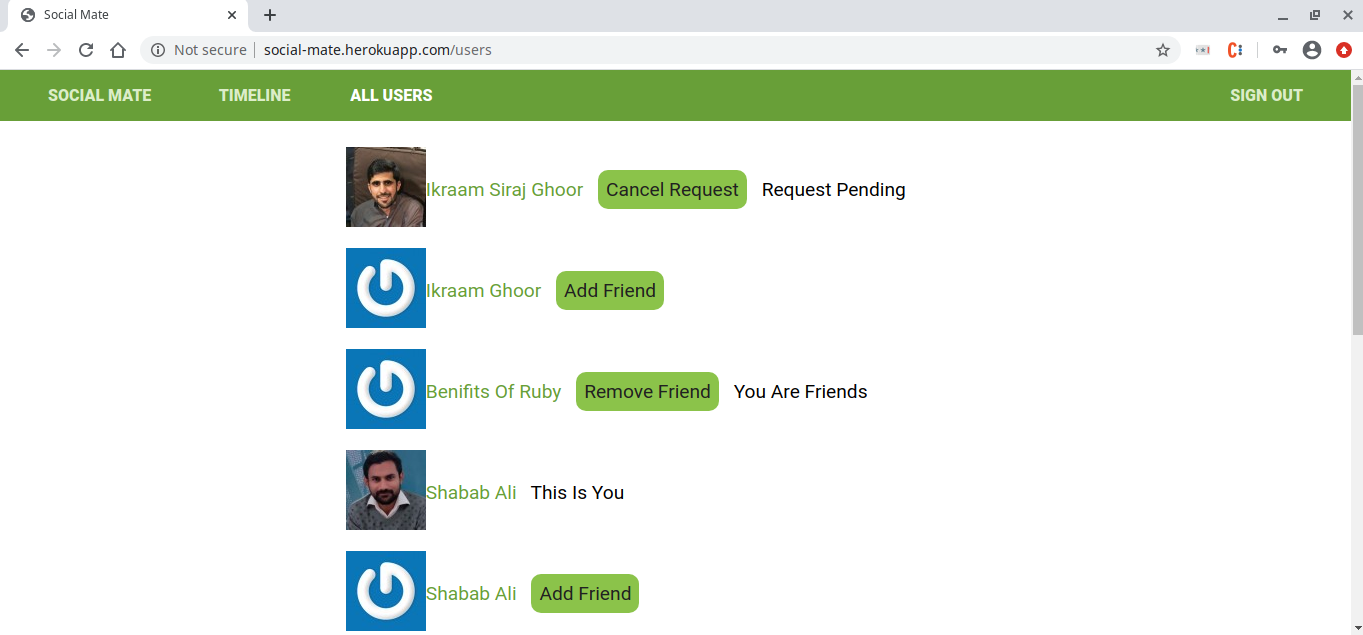 Social Mate
Not secure social-mate.herokuapp.com/users
SOCIAL MATE TIMELINE ALL USERS SIGN OUT
Ikraam Siraj Ghoor Cancel Request Request Pending
Ikraam Ghoor Add Friend
Benifits Of Ruby Remove Friend You Are Friends
Shabab Ali This Is You
Shabab Ali Add Friend